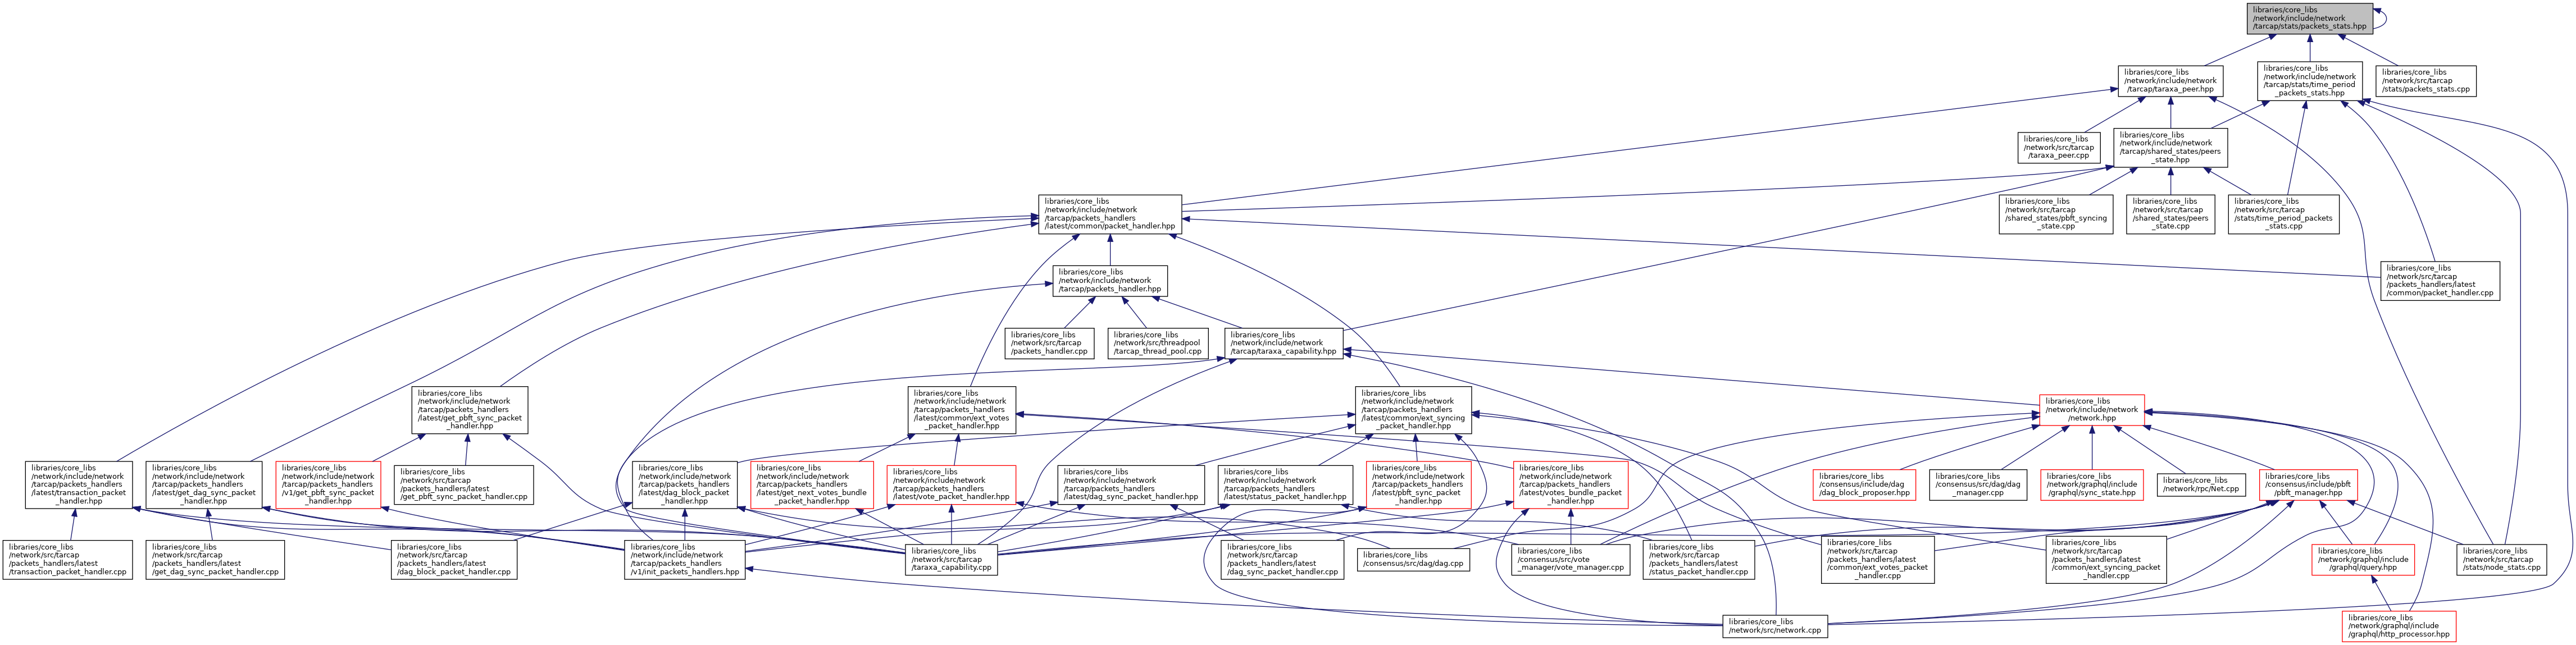 libraries/core_libs
/network/include/network
/tarcap/stats/packets_stats.hpp
libraries/core_libs
/network/include/network
/tarcap/taraxa_peer.hpp
libraries/core_libs
/network/include/network
/tarcap/stats/time_period
_packets_stats.hpp
libraries/core_libs
/network/src/tarcap
/stats/packets_stats.cpp
libraries/core_libs
/network/src/tarcap
/taraxa_peer.cpp
libraries/core_libs
/network/include/network
/tarcap/shared_states/peers
_state.hpp
libraries/core_libs
/network/include/network
/tarcap/packets_handlers
/latest/common/packet_handler.hpp
libraries/core_libs
/network/src/tarcap
/shared_states/pbft_syncing
_state.cpp
libraries/core_libs
/network/src/tarcap
/shared_states/peers
_state.cpp
libraries/core_libs
/network/src/tarcap
/stats/time_period_packets
_stats.cpp
libraries/core_libs
/network/include/network
/tarcap/packets_handler.hpp
libraries/core_libs
/network/src/tarcap
/packets_handlers/latest
/common/packet_handler.cpp
libraries/core_libs
/network/src/tarcap
/packets_handler.cpp
libraries/core_libs
/network/src/threadpool
/tarcap_thread_pool.cpp
libraries/core_libs
/network/include/network
/tarcap/taraxa_capability.hpp
libraries/core_libs
/network/include/network
/tarcap/packets_handlers
/latest/get_pbft_sync_packet
_handler.hpp
libraries/core_libs
/network/include/network
/tarcap/packets_handlers
/latest/common/ext_votes
_packet_handler.hpp
libraries/core_libs
/network/include/network
/tarcap/packets_handlers
/latest/common/ext_syncing
_packet_handler.hpp
libraries/core_libs
/network/include/network
/network.hpp
libraries/core_libs
/network/include/network
/tarcap/packets_handlers
/latest/transaction_packet
_handler.hpp
libraries/core_libs
/network/include/network
/tarcap/packets_handlers
/latest/get_dag_sync_packet
_handler.hpp
libraries/core_libs
/network/include/network
/tarcap/packets_handlers
/v1/get_pbft_sync_packet
_handler.hpp
libraries/core_libs
/network/src/tarcap
/packets_handlers/latest
/get_pbft_sync_packet_handler.cpp
libraries/core_libs
/network/include/network
/tarcap/packets_handlers
/latest/dag_block_packet
_handler.hpp
libraries/core_libs
/network/include/network
/tarcap/packets_handlers
/latest/get_next_votes_bundle
_packet_handler.hpp
libraries/core_libs
/network/include/network
/tarcap/packets_handlers
/latest/vote_packet_handler.hpp
libraries/core_libs
/network/include/network
/tarcap/packets_handlers
/latest/dag_sync_packet_handler.hpp
libraries/core_libs
/network/include/network
/tarcap/packets_handlers
/latest/status_packet_handler.hpp
libraries/core_libs
/network/include/network
/tarcap/packets_handlers
/latest/pbft_sync_packet
_handler.hpp
libraries/core_libs
/network/include/network
/tarcap/packets_handlers
/latest/votes_bundle_packet
_handler.hpp
libraries/core_libs
/consensus/include/dag
/dag_block_proposer.hpp
libraries/core_libs
/consensus/src/dag/dag
_manager.cpp
libraries/core_libs
/network/graphql/include
/graphql/sync_state.hpp
libraries/core_libs
/network/rpc/Net.cpp
libraries/core_libs
/consensus/include/pbft
/pbft_manager.hpp
libraries/core_libs
/network/src/tarcap
/packets_handlers/latest
/transaction_packet_handler.cpp
libraries/core_libs
/network/src/tarcap
/packets_handlers/latest
/get_dag_sync_packet_handler.cpp
libraries/core_libs
/network/src/tarcap
/packets_handlers/latest
/dag_block_packet_handler.cpp
libraries/core_libs
/network/include/network
/tarcap/packets_handlers
/v1/init_packets_handlers.hpp
libraries/core_libs
/network/src/tarcap
/taraxa_capability.cpp
libraries/core_libs
/network/src/tarcap
/packets_handlers/latest
/dag_sync_packet_handler.cpp
libraries/core_libs
/consensus/src/dag/dag.cpp
libraries/core_libs
/consensus/src/vote
_manager/vote_manager.cpp
libraries/core_libs
/network/src/tarcap
/packets_handlers/latest
/status_packet_handler.cpp
libraries/core_libs
/network/src/tarcap
/packets_handlers/latest
/common/ext_votes_packet
_handler.cpp
libraries/core_libs
/network/src/tarcap
/packets_handlers/latest
/common/ext_syncing_packet
_handler.cpp
libraries/core_libs
/network/graphql/include
/graphql/query.hpp
libraries/core_libs
/network/src/tarcap
/stats/node_stats.cpp
libraries/core_libs
/network/src/network.cpp
libraries/core_libs
/network/graphql/include
/graphql/http_processor.hpp